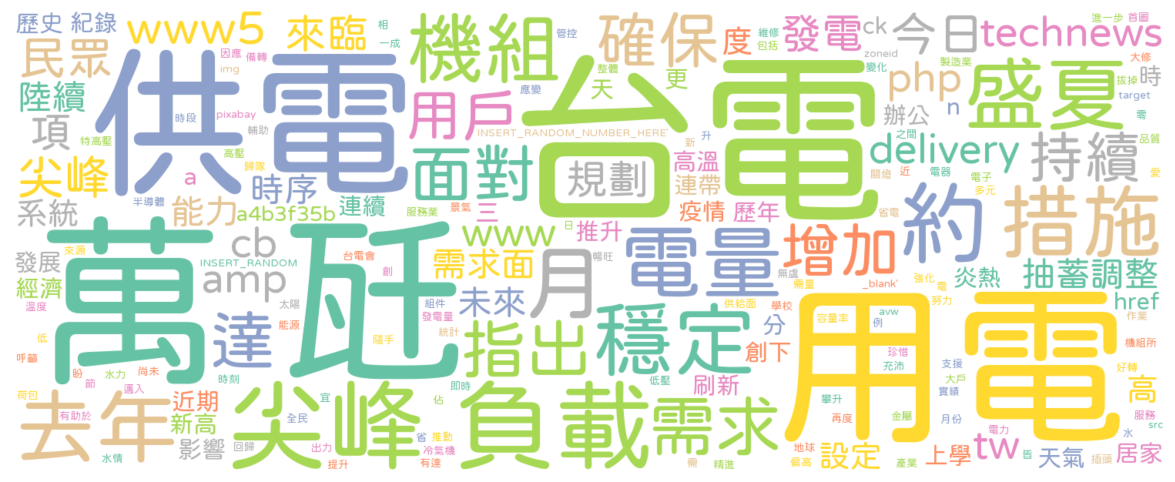 歷史 紀錄
www5
來臨
機組
確保
度
發電
ck
今日
technews
進一步
首圖
相
一成
管控
維修
包括
zoneid
大修
民眾
因應
備轉
img
供電
台電
整體
更
天
應變
變化
php
n
盛夏
製造業
拔掉
時
target
零
陸續
時段
pixabay
用戶
INSERT_RANDOM_NUMBER_HERE'
新
升
辦公
之間
品質
項
特高壓
高壓
輔助
歸隊
面對
規劃
高溫
連帶
delivery
關燈
近
電器
電子
多元
持續
愛
尖峰
a
時序
半導體
系統
能力
a4b3f35b
連續
服務業
景氣
三
推升
疫情
歷年
省電
約
措施
萬瓩
cb
www
日
暢旺
電量
增加
無虞
發展
來源
INSERT_RANDOM
amp
台電會
創
需求面
月
_blank'
備量
強化
電
努力
炎熱
抽蓄調整
href
經濟
溫度
太陽
能源
未來
組件
發電量
統計
供給面
學校
分
容量率
avw
例
作業
低
達
隨手
指出
穩定
創下
用電
珍惜
充沛
支援
大戶
機組所
好轉
呼籲
尚未
盼
水力
時刻
即時
低壓
刷新
節
邁入
荷包
去年
近期
宜
佔
尖峰
負載
需求
攀升
實績
高
有助於
新高
全民
省
推動
再度
金屬
月份
服務
src
水情
影響
回歸
出力
提升
冷氣機
有達
需
精進
地球
偏高
設定
產業
上學
電力
tw
水
皆
天氣
插頭
居家